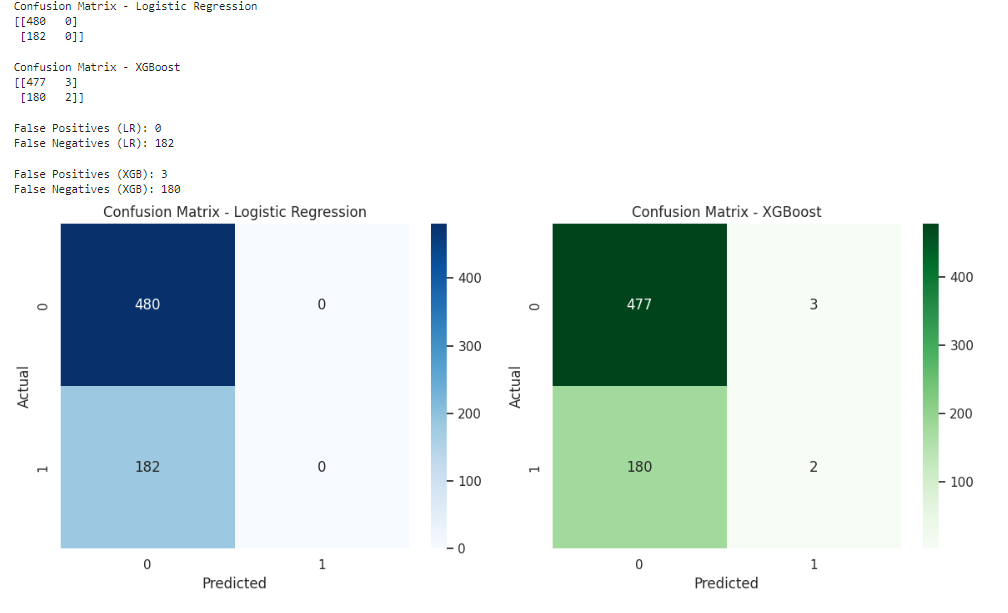 Confusion Matrix - Logistic Regression
[[480   0]
 [182   0]]

Confusion Matrix - XGBoost
[[477   3]
 [180   2]]

False Positives (LR): 0
False Negatives (LR): 182

False Positives (XGB): 3
False Negatives (XGB): 180
Confusion Matrix - Logistic Regression
Actual
0
480
0
1
182
0
0
1
Predicted
400
300
200
100
0
Confusion Matrix - XGBoost
Actual
0
477
3
1
180
2
0
1
Predicted
400
300
200
100